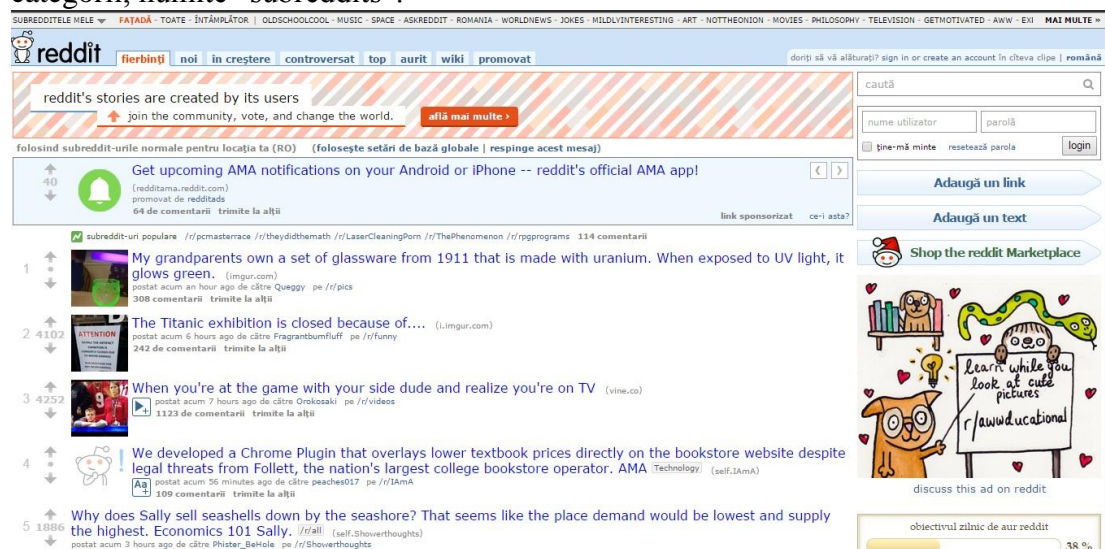 categorii, numite "subreddits".
SUBREDDITELE MELE FAȚADĂ - TOATE - ÎNTÂMPLĂTOR | OLDSCHOOLCOOL - MUSIC - SPACE - ASKREDDIT - ROMANIA - WORLDNEWS - JOKES - MILDLYINTERESTING - ART - NOTTHEONION - MOVIES - PHILOSOPHY - TELEVISION - GETMOTIVATED - AWW - EXI MAI MULTE »
reddit fierbinți noi în creștere controversat top aurit wiki promovat
doriți să vă alăturați? sign in or create an account în cîteva clipe | română
reddit's stories are created by its users
join the community, vote, and change the world. află mai multe ›
folosind subreddit-urile normale pentru locația ta (RO) (folosește setări de bază globale | respinge acest mesaj)
40
Get upcoming AMA notifications on your Android or iPhone -- reddit's official AMA app!
(redditama.reddit.com)
promovat de redditads
64 de comentarii trimite la alții
link sponsorizat ce-i asta?
subreddit-uri populare /r/pcmasterrace /r/theydidthemath /r/LaserCleaningPorn /r/ThePhenomenon /r/rpgprograms 114 comentarii
1 My grandparents own a set of glassware from 1911 that is made with uranium. When exposed to UV light, it
glows green. (imgur.com)
postat acum an hour ago de către Queggy pe /r/pics
308 comentarii trimite la alții
2 4102 The Titanic exhibition is closed because of.... (i.imgur.com)
ATTENTION
postat acum 6 hours ago de către Fragrantbumfluff pe /r/funny
242 de comentarii trimite la alții
3 4252 When you're at the game with your side dude and realize you're on TV (vine.co)
postat acum 7 hours ago de către Orokosaki pe /r/videos
1123 de comentarii trimite la alții
4 We developed a Chrome Plugin that overlays lower textbook prices directly on the bookstore website despite
legal threats from Follett, the nation's largest college bookstore operator. AMA Technology (self.IAmA)
Aa postat acum 56 minutes ago de către peaches017 pe /r/IAmA
109 comentarii trimite la alții
5 1886 Why does Sally sell seashells down by the seashore? That seems like the place demand would be lowest and supply
the highest. Economics 101 Sally. /r/all (self.Showerthoughts)
postat acum 3 hours ago de către Phister_BeHole pe /r/Showerthoughts
caută
nume utilizator parolă
ține-mă minte resetează parola login
Adaugă un link
Adaugă un text
Shop the reddit Marketplace
learn while you
look at cute
pictures
r/awwducational
discuss this ad on reddit
obiectivul zilnic de aur reddit
38 %